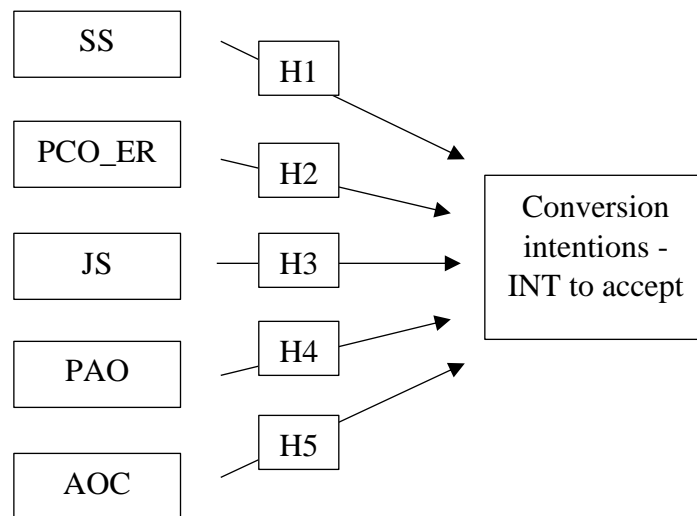 SS
H1
PCO_ER
H2
JS
H3
PAO
H4
AOC
H5
Conversion
intentions -
INT to accept